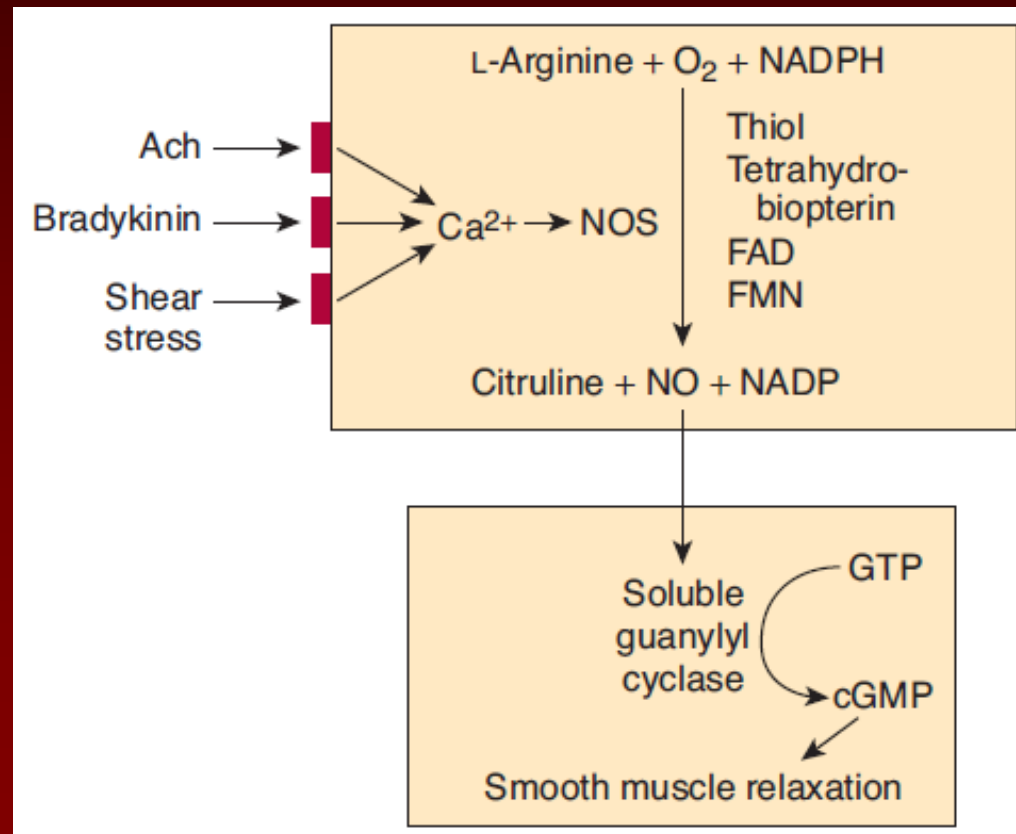 L-Arginine + O₂ + NADPH
Ach
Bradykinin
Shear
stress
Ca²⁺
NOS
Thiol
Tetrahydro-
biopterin
FAD
FMN
Citruline + NO + NADP
Soluble
guanylyl
cyclase
GTP
cGMP
Smooth muscle relaxation